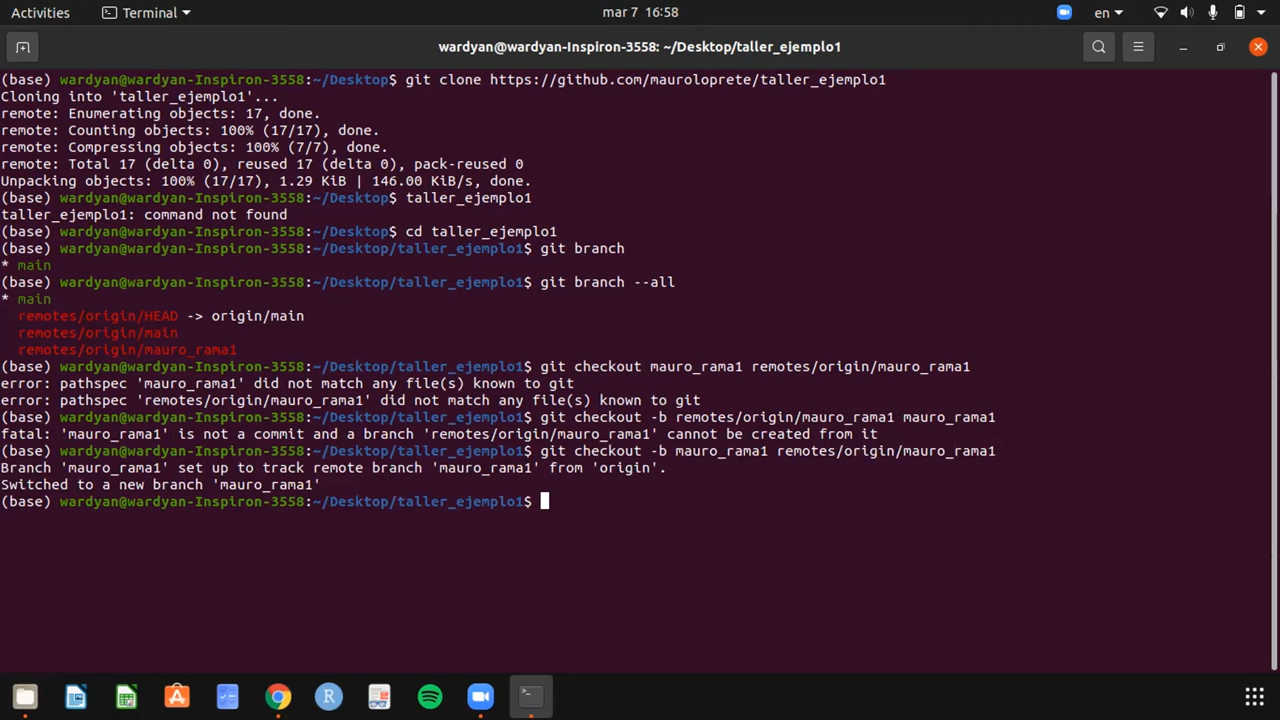 Activities Terminal mar 7 16:58 en
wardyan@wardyan-Inspiron-3558: ~/Desktop/taller_ejemplo1
(base) wardyan@wardyan-Inspiron-3558:~/Desktop$ git clone https://github.com/mauroloprete/taller_ejemplo1
Cloning into 'taller_ejemplo1'...
remote: Enumerating objects: 17, done.
remote: Counting objects: 100% (17/17), done.
remote: Compressing objects: 100% (7/7), done.
remote: Total 17 (delta 0), reused 17 (delta 0), pack-reused 0
Unpacking objects: 100% (17/17), 1.29 KiB | 146.00 KiB/s, done.
(base) wardyan@wardyan-Inspiron-3558:~/Desktop$ taller_ejemplo1
taller_ejemplo1: command not found
(base) wardyan@wardyan-Inspiron-3558:~/Desktop$ cd taller_ejemplo1
(base) wardyan@wardyan-Inspiron-3558:~/Desktop/taller_ejemplo1$ git branch
* main
(base) wardyan@wardyan-Inspiron-3558:~/Desktop/taller_ejemplo1$ git branch --all
* main
remotes/origin/HEAD -> origin/main
remotes/origin/main
remotes/origin/mauro_rama1
(base) wardyan@wardyan-Inspiron-3558:~/Desktop/taller_ejemplo1$ git checkout mauro_rama1 remotes/origin/mauro_rama1
error: pathspec 'mauro_rama1' did not match any file(s) known to git
error: pathspec 'remotes/origin/mauro_rama1' did not match any file(s) known to git
(base) wardyan@wardyan-Inspiron-3558:~/Desktop/taller_ejemplo1$ git checkout -b remotes/origin/mauro_rama1 mauro_rama1
fatal: 'mauro_rama1' is not a commit and a branch 'remotes/origin/mauro_rama1' cannot be created from it
(base) wardyan@wardyan-Inspiron-3558:~/Desktop/taller_ejemplo1$ git checkout -b mauro_rama1 remotes/origin/mauro_rama1
Branch 'mauro_rama1' set up to track remote branch 'mauro_rama1' from 'origin'.
Switched to a new branch 'mauro_rama1'
(base) wardyan@wardyan-Inspiron-3558:~/Desktop/taller_ejemplo1$
R